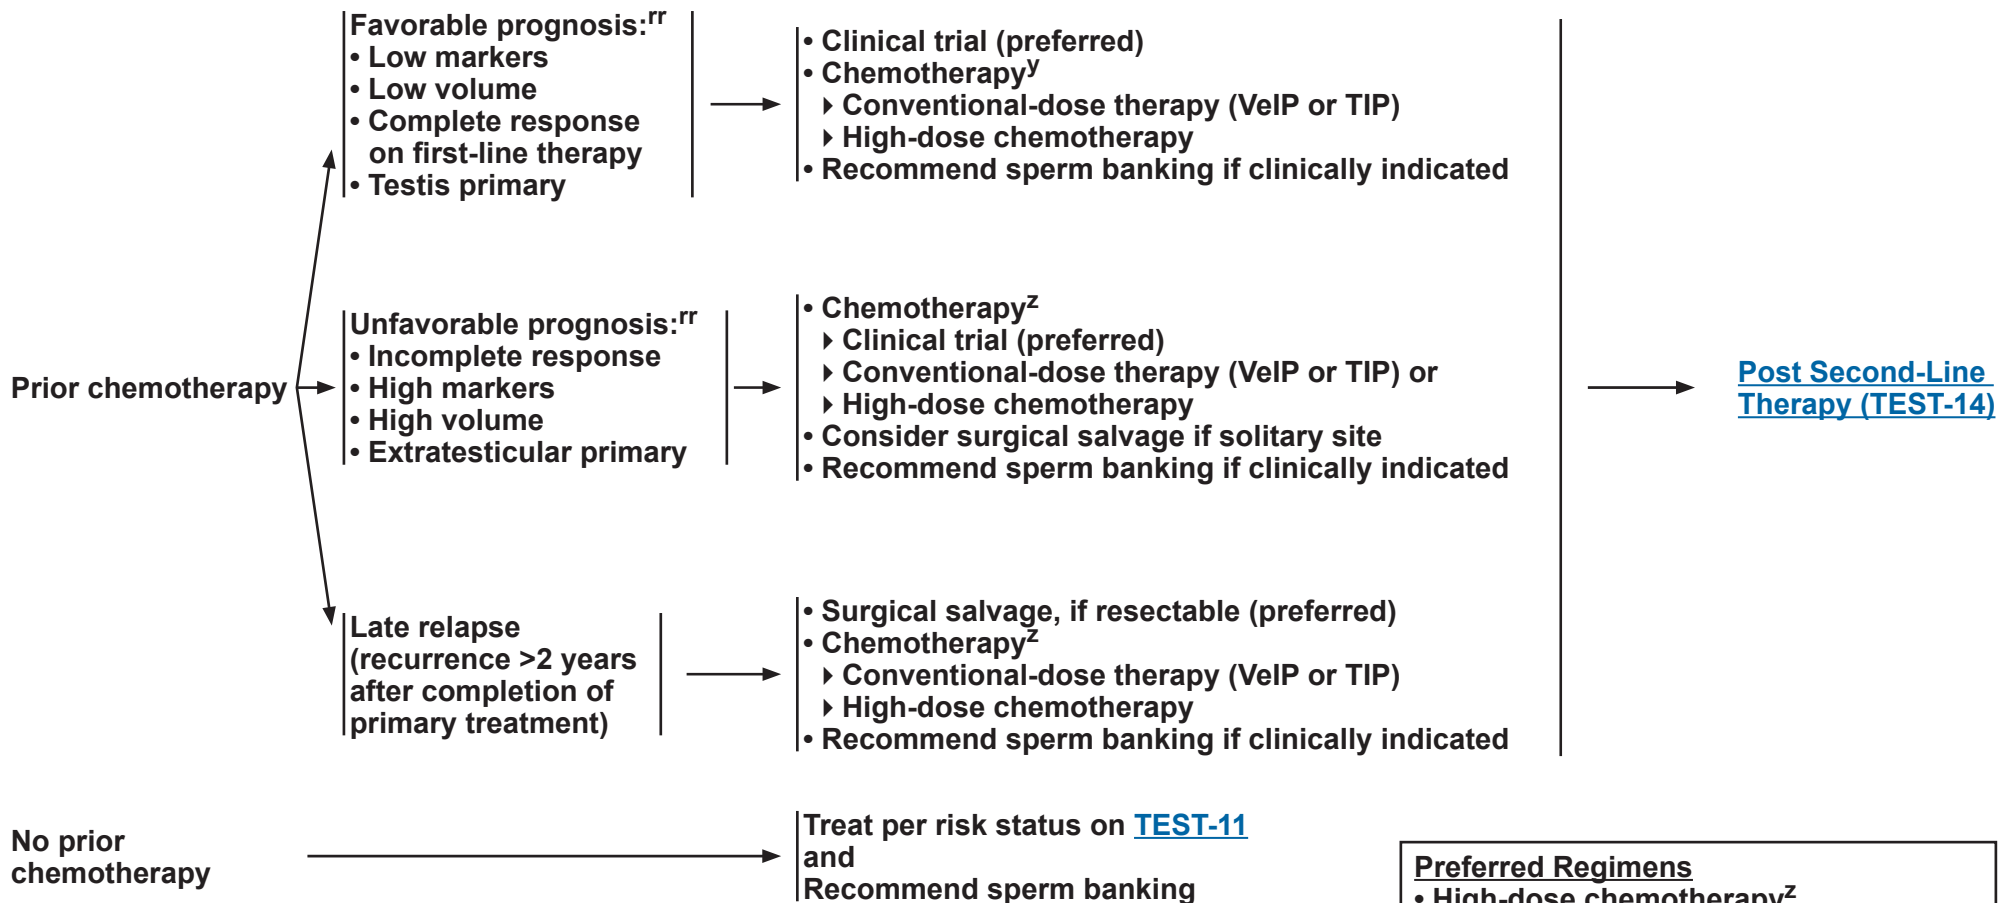 Favorable prognosis:rr
• Low markers
• Low volume
• Complete response
on first-line therapy
• Testis primary
• Clinical trial (preferred)
• Chemotherapyy
▸ Conventional-dose therapy (VeIP or TIP)
▸ High-dose chemotherapy
• Recommend sperm banking if clinically indicated
Prior chemotherapy
Unfavorable prognosis:rr
• Incomplete response
• High markers
• High volume
• Extratesticular primary
• Chemotherapyz
▸ Clinical trial (preferred)
▸ Conventional-dose therapy (VeIP or TIP) or
▸ High-dose chemotherapy
• Consider surgical salvage if solitary site
• Recommend sperm banking if clinically indicated
Post Second-Line
Therapy (TEST-14)
Late relapse
(recurrence >2 years
after completion of
primary treatment)
• Surgical salvage, if resectable (preferred)
• Chemotherapyz
▸ Conventional-dose therapy (VeIP or TIP)
▸ High-dose chemotherapy
• Recommend sperm banking if clinically indicated
No prior
chemotherapy
Treat per risk status on TEST-11
and
Recommend sperm banking
Preferred Regimens
• High-dose chemotherapyz